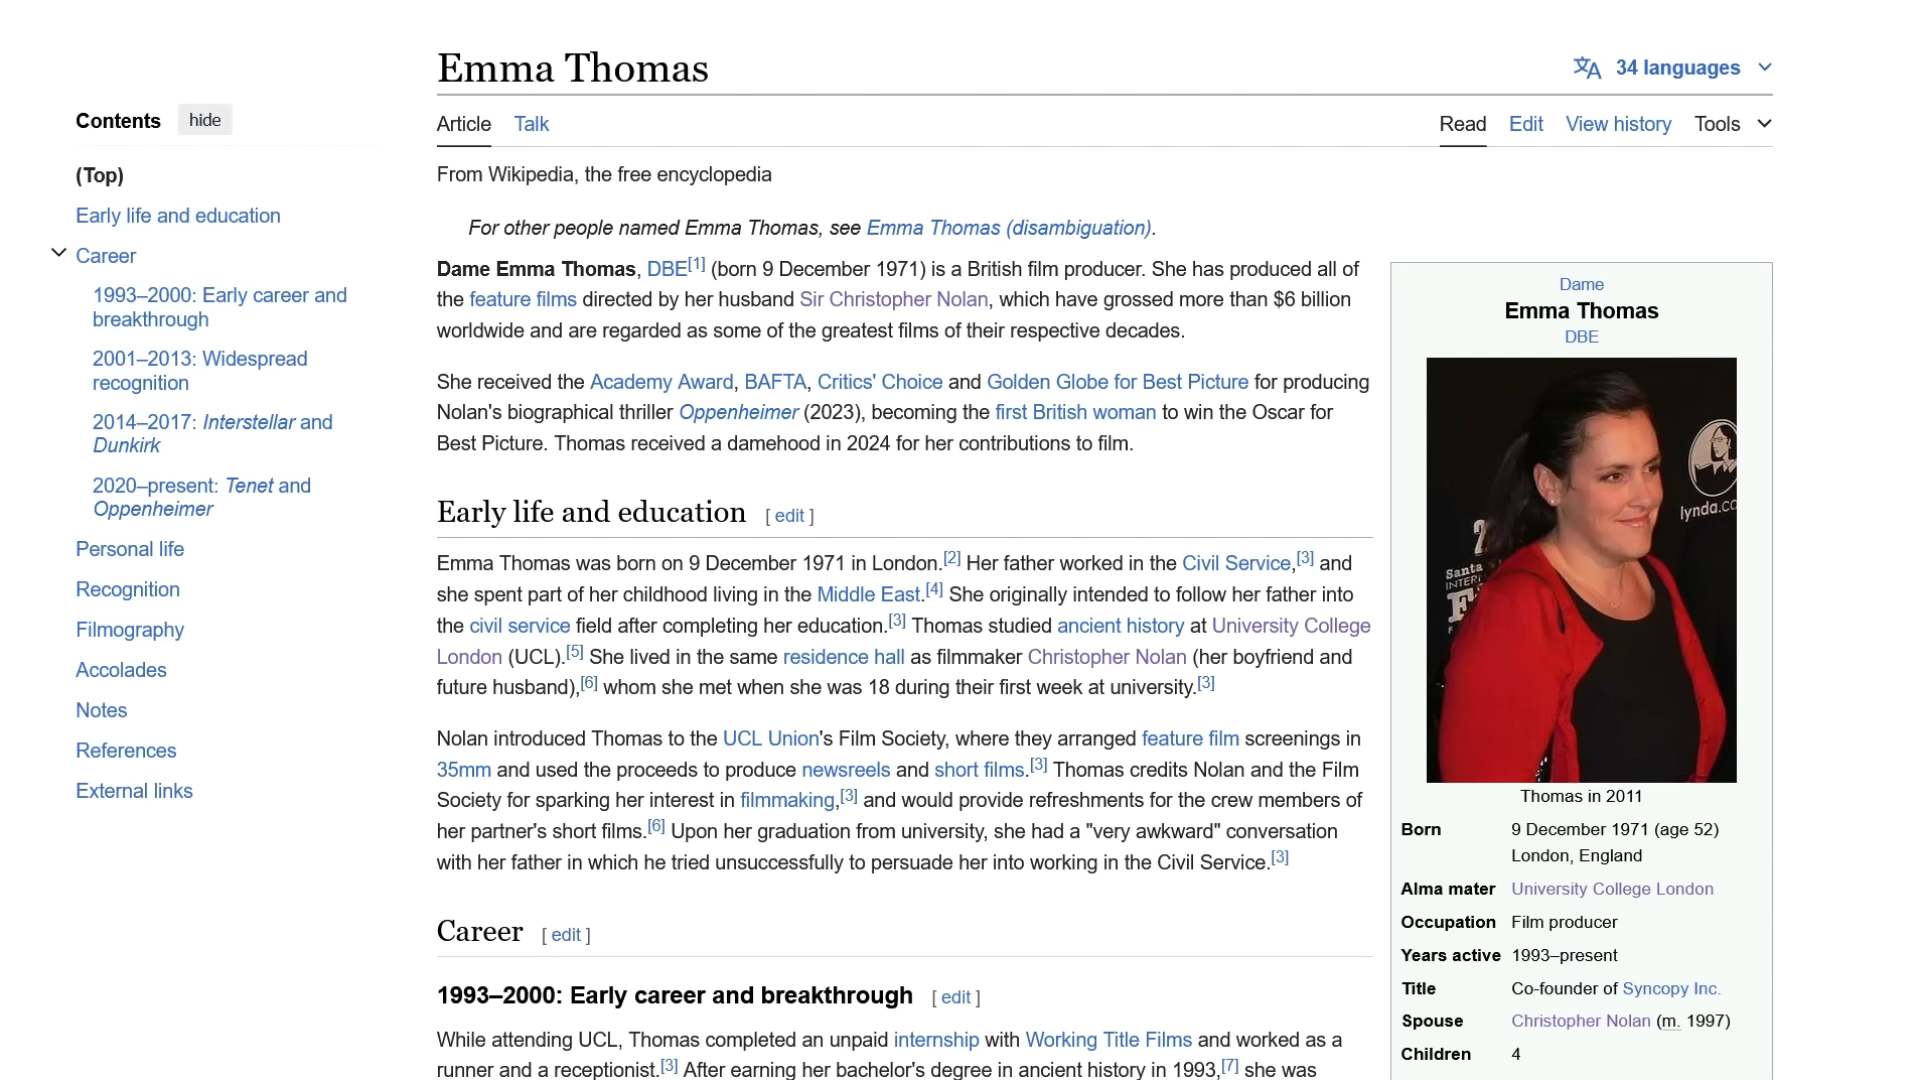 Emma Thomas
34 languages
Contents hide
Article Talk
Read Edit View history Tools
(Top)
Early life and education
Career
1993–2000: Early career and
breakthrough
2001–2013: Widespread
recognition
2014–2017: Interstellar and
Dunkirk
2020–present: Tenet and
Oppenheimer
Personal life
Recognition
Filmography
Accolades
Notes
References
External links
From Wikipedia, the free encyclopedia
For other people named Emma Thomas, see Emma Thomas (disambiguation).
Dame Emma Thomas, DBE[1] (born 9 December 1971) is a British film producer. She has produced all of
the feature films directed by her husband Sir Christopher Nolan, which have grossed more than $6 billion
worldwide and are regarded as some of the greatest films of their respective decades.
She received the Academy Award, BAFTA, Critics' Choice and Golden Globe for Best Picture for producing
Nolan's biographical thriller Oppenheimer (2023), becoming the first British woman to win the Oscar for
Best Picture. Thomas received a damehood in 2024 for her contributions to film.
Early life and education [ edit ]
Emma Thomas was born on 9 December 1971 in London.[2] Her father worked in the Civil Service,[3] and
she spent part of her childhood living in the Middle East.[4] She originally intended to follow her father into
the civil service field after completing her education.[3] Thomas studied ancient history at University College
London (UCL).[5] She lived in the same residence hall as filmmaker Christopher Nolan (her boyfriend and
future husband),[6] whom she met when she was 18 during their first week at university.[3]
Nolan introduced Thomas to the UCL Union's Film Society, where they arranged feature film screenings in
35mm and used the proceeds to produce newsreels and short films.[3] Thomas credits Nolan and the Film
Society for sparking her interest in filmmaking,[3] and would provide refreshments for the crew members of
her partner's short films.[6] Upon her graduation from university, she had a "very awkward" conversation
with her father in which he tried unsuccessfully to persuade her into working in the Civil Service.[3]
Career [ edit ]
1993–2000: Early career and breakthrough [ edit ]
While attending UCL, Thomas completed an unpaid internship with Working Title Films and worked as a
runner and a receptionist.[3] After earning her bachelor's degree in ancient history in 1993,[7] she was
Dame
Emma Thomas
DBE
lynda.co
Santa
INTER
F
Thomas in 2011
Born 9 December 1971 (age 52)
London, England
Alma mater University College London
Occupation Film producer
Years active 1993–present
Title Co-founder of Syncopy Inc.
Spouse Christopher Nolan (m. 1997)
Children 4